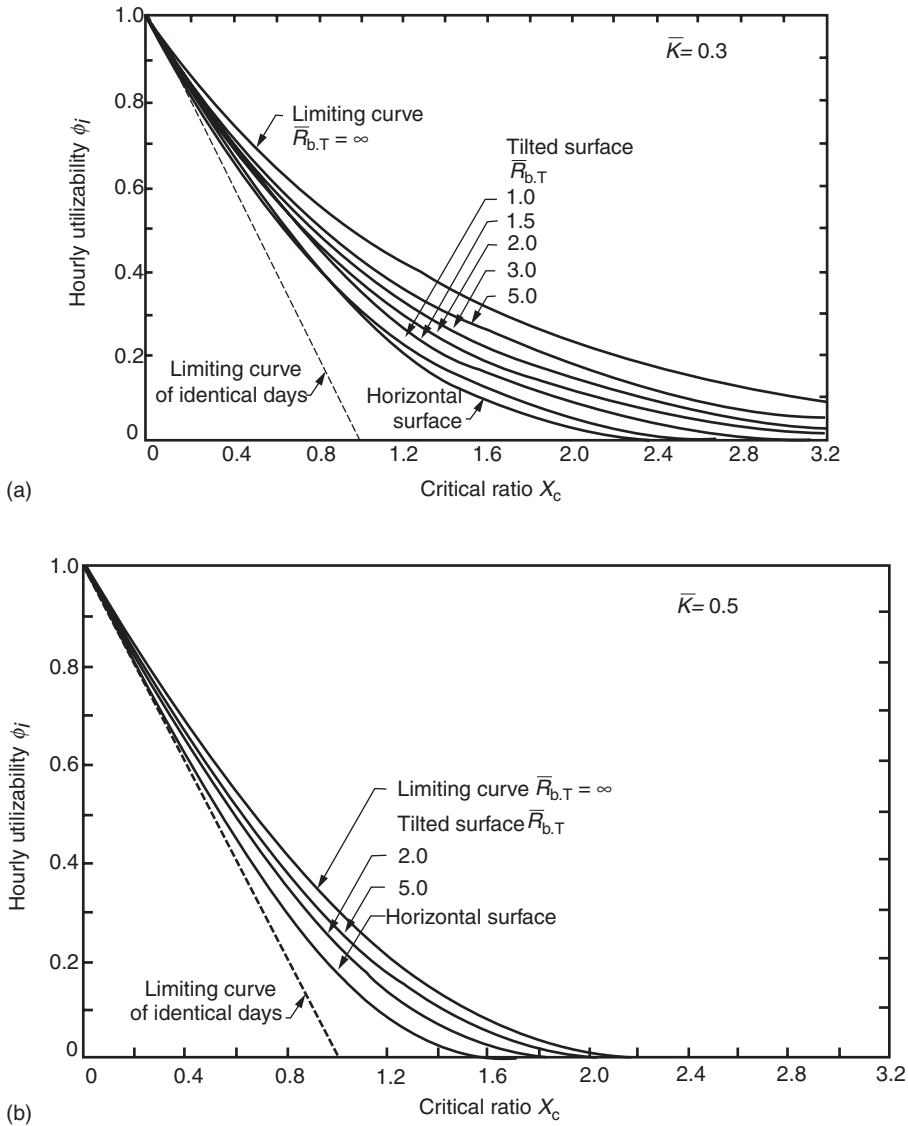 1.0
K̅= 0.3
0.8
Limiting curve
R̅b.T = ∞
Tilted surface
R̅b.T
0.6
1.0
1.5
2.0
3.0
5.0
0.4
Hourly utilizability ϕi
0.2
Limiting curve
of identical days
Horizontal
surface
0
0 0.4 0.8 1.2 1.6 2.0 2.4 2.8 3.2
Critical ratio Xc
(a)
1.0
K̅= 0.5
0.8
0.6
Hourly utilizability ϕi
Limiting curve R̅b.T = ∞
Tilted surface R̅b.T
2.0
0.4
5.0
Horizontal surface
0.2
Limiting curve
of identical days
0
0 0.4 0.8 1.2 1.6 2.0 2.4 2.8 3.2
Critical ratio Xc
(b)